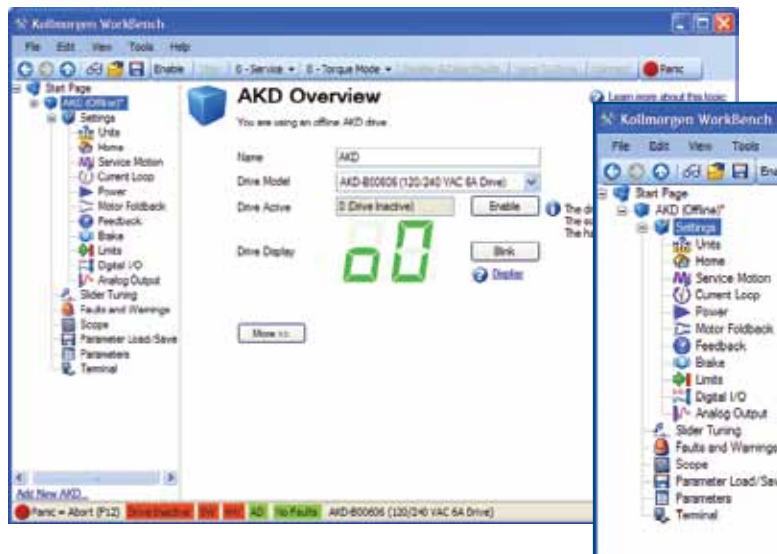 Kollmorgen WorkBench
File Edit View Tools Help
Enable 0 - Service 0 - Torque Mode Panic
Start Page
AKD (Offline)*
Settings
Units
Home
Service Motion
Current Loop
Power
Motor Foldback
Feedback
Brake
Limits
Digital I/O
Analog Output
Slider Tuning
Faults and Warnings
Scope
Parameter Load/Save
Parameters
Terminal
Add New AKD...
AKD Overview
Learn more about this topic
You are using an offline AKD drive.
Name AKD
Drive Model AKD-B00606 (120/240 VAC 6A Drive)
Drive Active 0 (Drive Inactive) Enable
The
The
Drive Display o0 Blink
Display
More >>
Panic = Abort (F12) Drive Inactive SW HW AD No Faults AKD-B00606 (120/240 VAC 6A Drive)
Kollmorgen WorkBench
File Edit View Tools
Start Page
AKD (Offline)*
Settings
Units
Home
Service Motion
Current Loop
Power
Motor Foldback
Feedback
Brake
Limits
Digital I/O
Analog Output
Slider Tuning
Faults and Warnings
Scope
Parameter Load/Sav
Parameters
Terminal